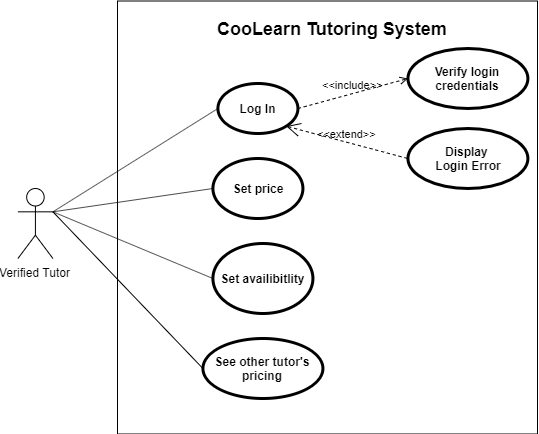 CooLearn Tutoring System
Verify login
credentials
<<include>>
Log In
<<extend>>
Display
Login Error
Set price
Verified Tutor
Set availibitlity
See other tutor's
pricing